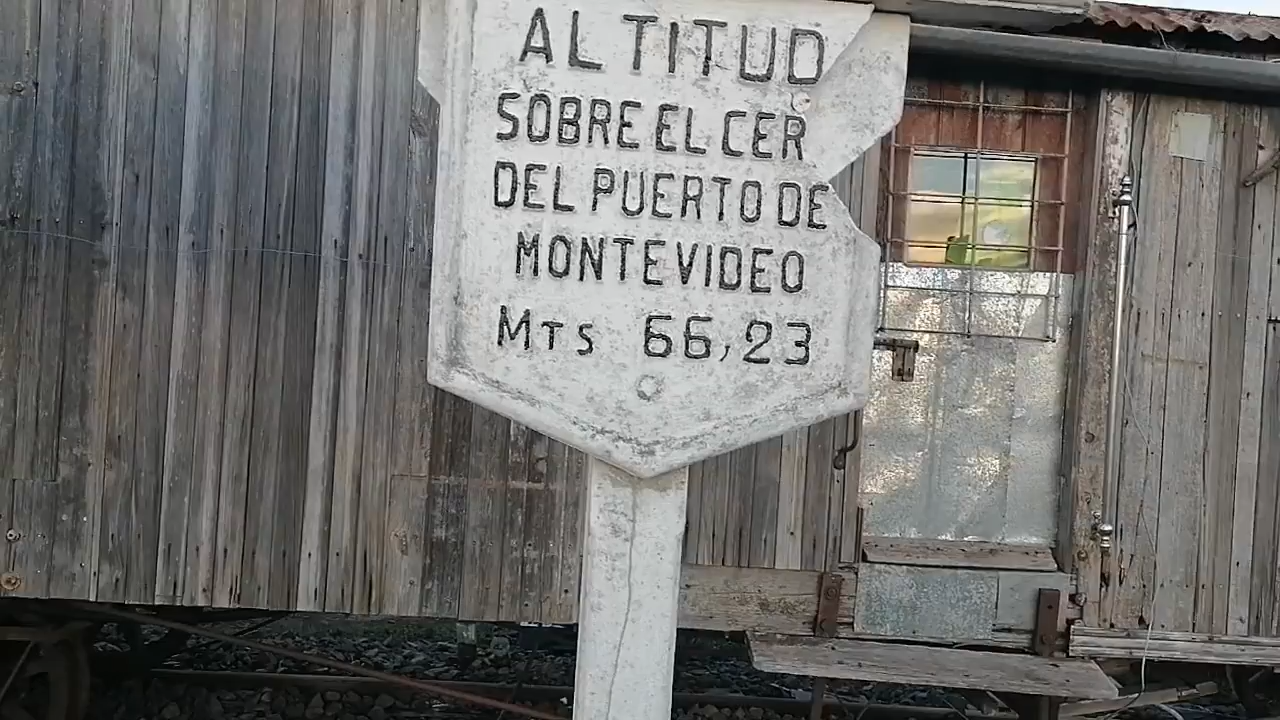 ALTITUD
SOBRE EL CER
DEL PUERTO DE
MONTEVIDEO
MTS 66,23